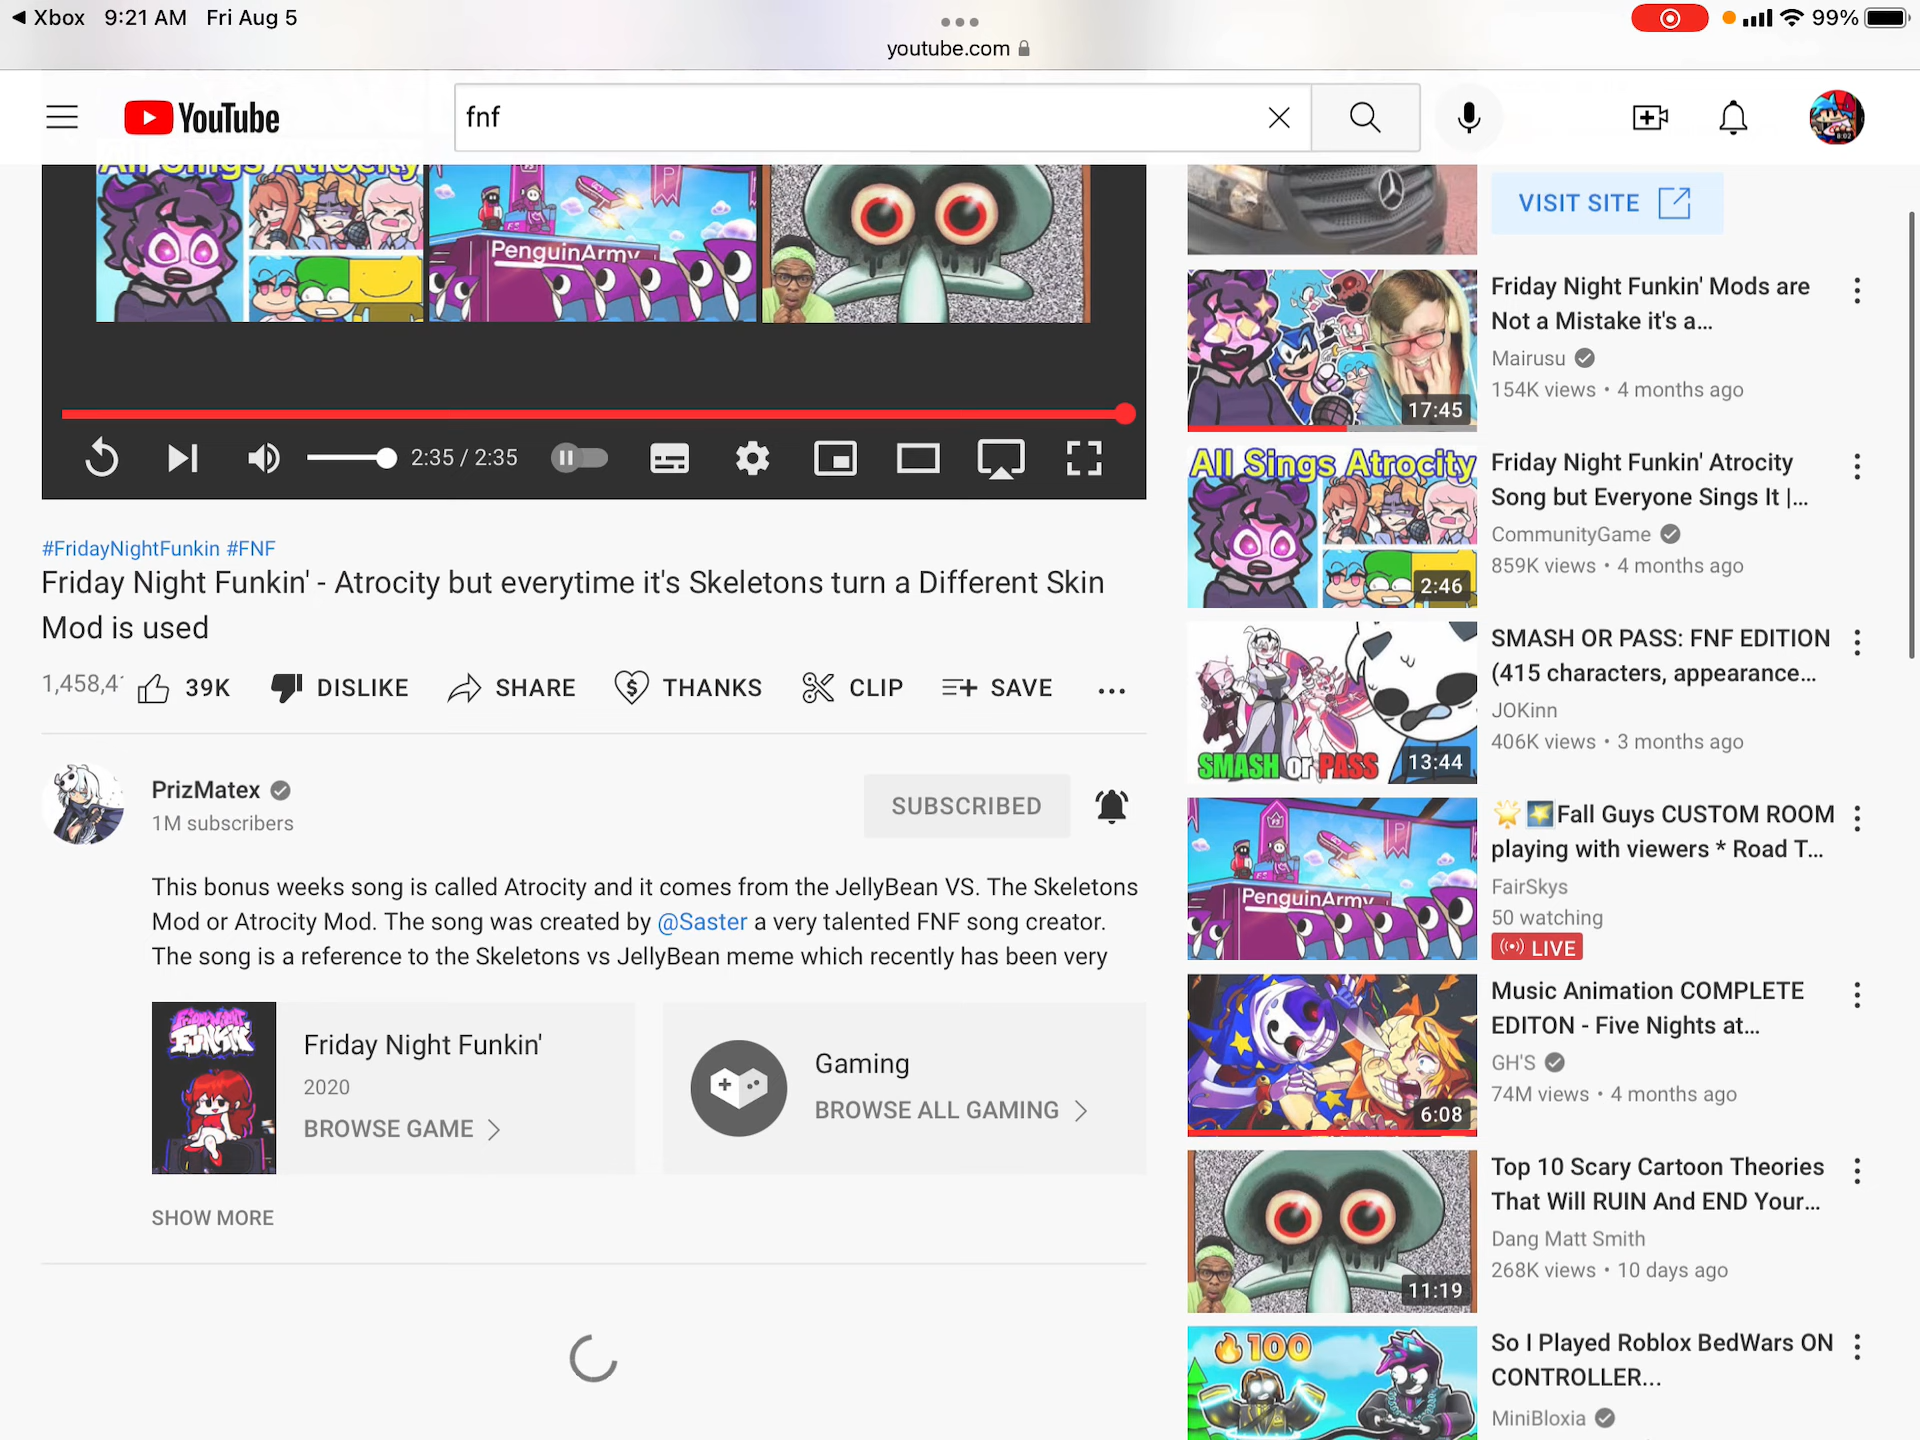 Xbox 9:21 AM Fri Aug 5
99%
youtube.com
YouTube
fnf
All Sings Atrocity
PenguinArmy
2:35 / 2:35
#FridayNightFunkin #FNF
Friday Night Funkin' - Atrocity but everytime it's Skeletons turn a Different Skin
Mod is used
1,458,4
39K
DISLIKE
SHARE
THANKS
CLIP
SAVE
PrizMatex
1M subscribers
SUBSCRIBED
This bonus weeks song is called Atrocity and it comes from the JellyBean VS. The Skeletons
Mod or Atrocity Mod. The song was created by @Saster a very talented FNF song creator.
The song is a reference to the Skeletons vs JellyBean meme which recently has been very
FRIDAY NIGHT
FUNKIN'
Friday Night Funkin'
2020
BROWSE GAME
Gaming
BROWSE ALL GAMING
SHOW MORE
VISIT SITE
17:45
Friday Night Funkin' Mods are
Not a Mistake it's a...
Mairusu
154K views • 4 months ago
All Sings Atrocity
2:46
Friday Night Funkin' Atrocity
Song but Everyone Sings It |...
CommunityGame
859K views • 4 months ago
SMASH or PASS
13:44
SMASH OR PASS: FNF EDITION
(415 characters, appearance...
JOKinn
406K views • 3 months ago
PenguinArmy
🌟🌠Fall Guys CUSTOM ROOM
playing with viewers * Road T...
FairSkys
50 watching
LIVE
6:08
Music Animation COMPLETE
EDITON - Five Nights at...
GH'S
74M views • 4 months ago
11:19
Top 10 Scary Cartoon Theories
That Will RUIN And END Your...
Dang Matt Smith
268K views • 10 days ago
100
So I Played Roblox BedWars ON
CONTROLLER...
MiniBloxia